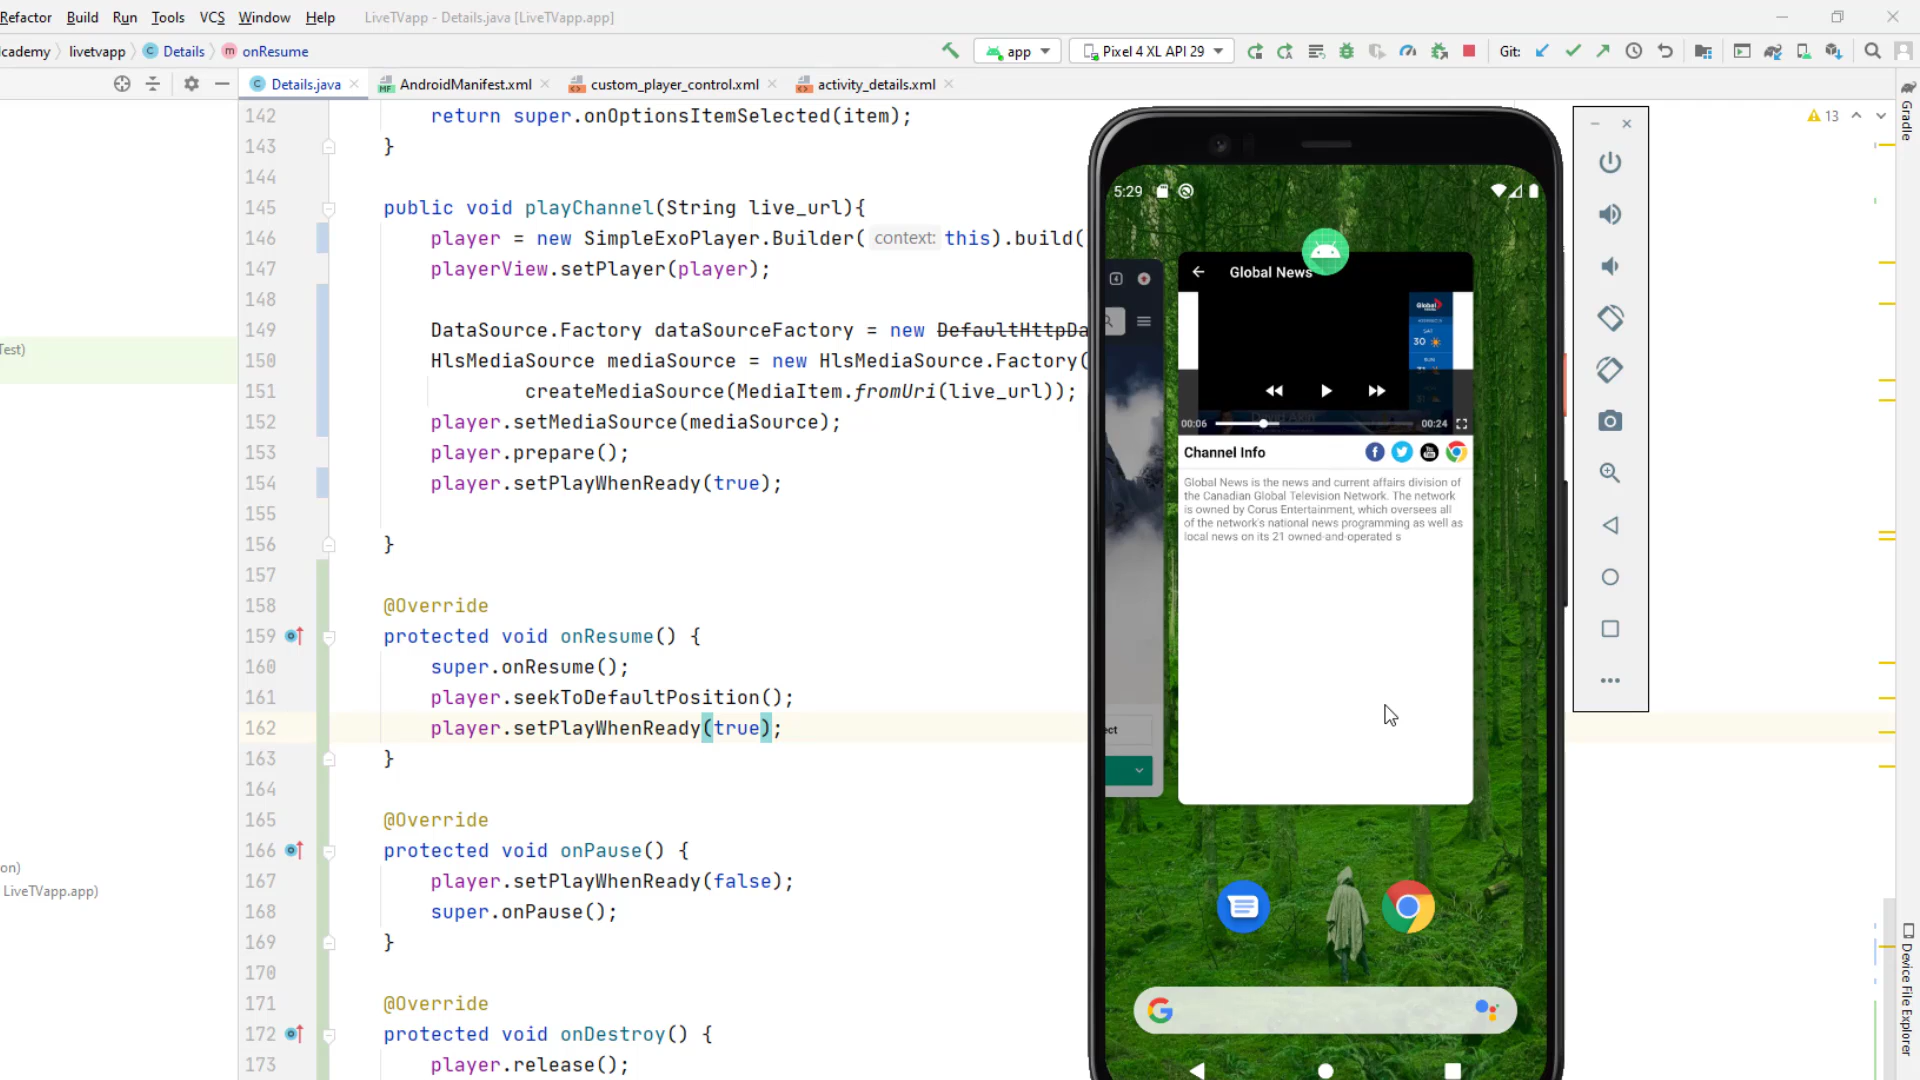 Refactor Build Run Tools VCS Window Help LiveTVapp - Details.java [LiveTVapp.app]
cademy livetvapp Details onResume app Pixel 4 XL API 29 Git:
Details.java AndroidManifest.xml custom_player_control.xml activity_details.xml
Gradle
13
142 return super.onOptionsItemSelected(item);
143 }
144
145 public void playChannel(String live_url){
146 player = new SimpleExoPlayer.Builder( context: this).build(
147 playerView.setPlayer(player);
148
149 DataSource.Factory dataSourceFactory = new DefaultHttpDa
150 HlsMediaSource mediaSource = new HlsMediaSource.Factory(
151 createMediaSource(MediaItem.fromUri(live_url));
152 player.setMediaSource(mediaSource);
153 player.prepare();
154 player.setPlayWhenReady(true);
155
156 }
157
158 @Override
159 protected void onResume() {
160 super.onResume();
161 player.seekToDefaultPosition();
162 player.setPlayWhenReady(true);
163 }
164
165 @Override
166 protected void onPause() {
167 player.setPlayWhenReady(false);
168 super.onPause();
169 }
170
171 @Override
172 protected void onDestroy() {
173 player.release();
Test)
on)
LiveTVapp.app)
5:29
Global News
Global
SAT
30
SUN
00:06 00:24
Channel Info
Global News is the news and current affairs division of
the Canadian Global Television Network. The network
is owned by Corus Entertainment, which oversees all
of the network's national news programming as well as
local news on its 21 owned-and-operated s
ect
Device File Explorer